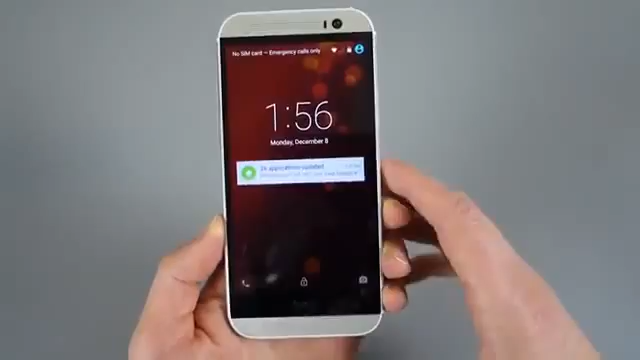 No SIM card — Emergency calls only
1:56
Monday, December 8
applications updated